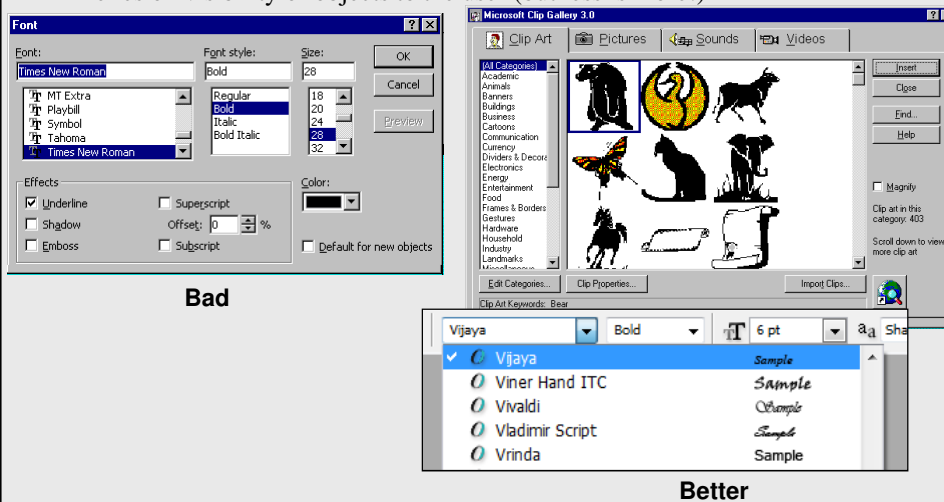 Font
Font:
Times New Roman
MT Extra
Playbill
Symbol
Tahoma
Times New Roman
Font style:
Bold
Regular
Bold
Italic
Bold Italic
Size:
28
18
20
24
28
32
OK
Cancel
Preview
Effects
Underline
Shadow
Emboss
Superscript
Offset: 0 %
Subscript
Color:
Default for new objects
Bad
Microsoft Clip Gallery 3.0
Clip Art
Pictures
Sounds
Videos
(All Categories)
Academic
Animals
Banners
Buildings
Business
Cartoons
Communication
Currency
Dividers & Decora
Electronics
Energy
Entertainment
Food
Frames & Borders
Gestures
Hardware
Household
Industry
Landmarks
Insert
Close
Find...
Help
Magnify
Clip art in this
category: 403
Scroll down to view
more clip art
Edit Categories...
Clip Properties...
Import Clips...
Clip Art Keywords: Bear
Vijaya Bold 6 pt Sha
Vijaya Sample
Viner Hand ITC Sample
Vivaldi Sample
Vladimir Script Sample
Vrinda Sample
Better